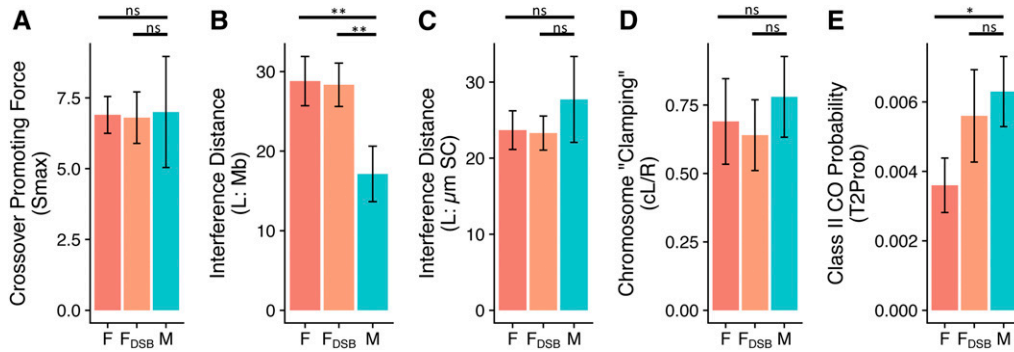 A
ns
ns
Crossover Promoting Force
(Smax)
7.5
5.0
2.5
0.0
F FDSB M
B
**
**
Interference Distance
(L: Mb)
30
20
10
0
F FDSB M
C
ns
ns
Interference Distance
(L: µm SC)
30
20
10
0
F FDSB M
D
ns
ns
Chromosome "Clamping"
(cL/R)
0.75
0.50
0.25
0.00
F FDSB M
E
*
ns
Class II CO Probability
(T2Prob)
0.006
0.004
0.002
0.000
F FDSB M